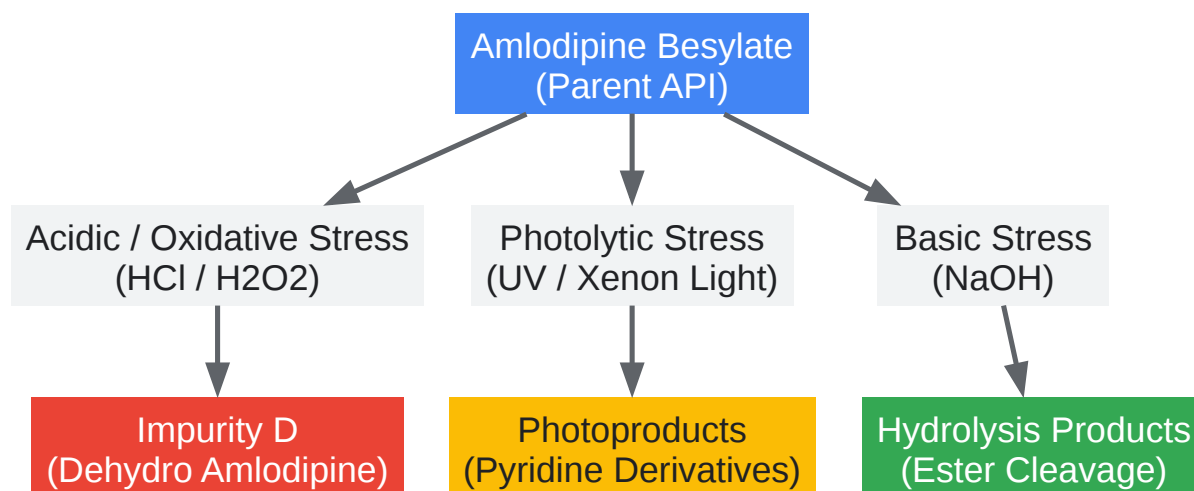 Amlodipine Besylate
(Parent API)
Acidic / Oxidative Stress
(HCl / H2O2)
Photolytic Stress
(UV / Xenon Light)
Basic Stress
(NaOH)
Impurity D
(Dehydro Amlodipine)
Photoproducts
(Pyridine Derivatives)
Hydrolysis Products
(Ester Cleavage)